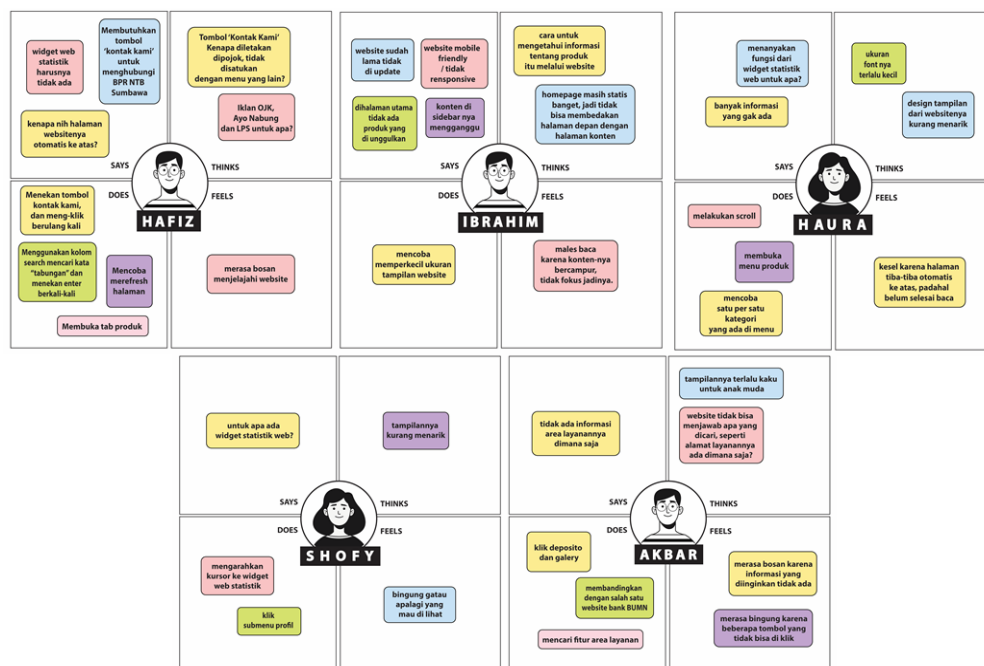 widget web
statistik
harusnya
tidak ada
Membutuhkan
tombol
'kontak kami'
untuk
menghubungi
BPR NTB
Sumbawa
kenapa nih halaman
websitenya
otomatis ke atas?
Tombol 'Kontak Kami'
Kenapa diletakan
dipojok, tidak
disatukan
dengan menu yang lain?
Iklan OJK,
Ayo Nabung
dan LPS untuk apa?
SAYS
THINKS
DOES
FEELS
HAFIZ
Menekan tombol
kontak kami,
dan meng-klik
berulang kali
Menggunakan kolom
search mencari kata
"tabungan" dan
menekan enter
berkali-kali
Mencoba
merefresh
halaman
Membuka tab produk
merasa bosan
menjelajahi website
website sudah
lama tidak
di update
website mobile
friendly
/ tidak
rensponsive
dihalaman utama
tidak ada
produk yang
di unggulkan
konten di
sidebar nya
mengganggu
cara untuk
mengetahui informasi
tentang produk
itu melalui website
homepage masih statis
banget, jadi tidak
bisa membedakan
halaman depan dengan
halaman konten
SAYS
THINKS
DOES
FEELS
IBRAHIM
mencoba
memperkecil ukuran
tampilan website
males baca
karena konten-nya
bercampur,
tidak fokus jadinya.
menanyakan
fungsi dari
widget statistik
web untuk apa?
banyak informasi
yang gak ada
ukuran
font nya
terlalu kecil
design tampilan
dari websitenya
kurang menarik
SAYS
THINKS
DOES
FEELS
HAURA
melakukan scroll
membuka
menu produk
mencoba
satu per satu
kategori
yang ada di menu
kesel karena halaman
tiba-tiba otomatis
ke atas, padahal
belum selesai baca
untuk apa ada
widget statistik web?
tampilannya
kurang menarik
SAYS
THINKS
DOES
FEELS
SHOFY
mengarahkan
kursor ke widget
web statistik
klik
submenu profil
bingung gatau
apalagi yang
mau di lihat
tidak ada informasi
area layanannya
dimana saja
tampilannya terlalu kaku
untuk anak muda
website tidak bisa
menjawab apa yang
dicari, seperti
alamat layanannya
ada dimana saja?
SAYS
THINKS
DOES
FEELS
AKBAR
klik deposito
dan galery
membandingkan
dengan salah satu
website bank BUMN
mencari fitur area layanan
merasa bosan karena
informasi yang
diinginkan tidak ada
merasa bingung karena
beberapa tombol yang
tidak bisa di klik